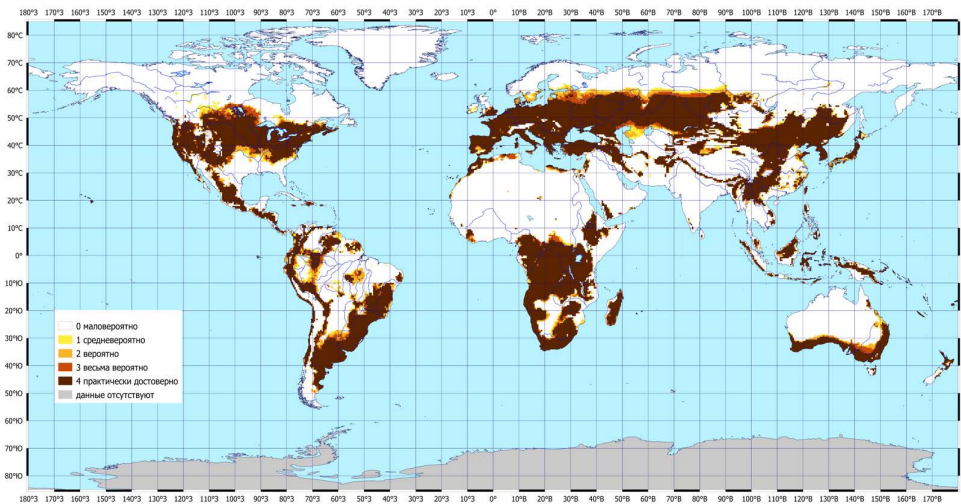 180°З 170°З 160°З 150°З 140°З 130°З 120°З 110°З 100°З 90°З 80°З 70°З 60°З 50°З 40°З 30°З 20°З 10°З 0°В 10°В 20°В 30°В 40°В 50°В 60°В 70°В 80°В 90°В 100°В 110°В 120°В 130°В 140°В 150°В 160°В 170°В
80°С
70°С
60°С
50°С
40°С
30°С
20°С
10°С
0°
10°Ю
20°Ю
0 маловероятно
1 средневероятно
30°Ю
2 вероятно
40°Ю
3 весьма вероятно
4 практически достоверно
50°Ю
данные отсутствуют
60°Ю
70°Ю
80°Ю
180°З 170°З 160°З 150°З 140°З 130°З 120°З 110°З 100°З 90°З 80°З 70°З 60°З 50°З 40°З 30°З 20°З 10°З 0°В 10°В 20°В 30°В 40°В 50°В 60°В 70°В 80°В 90°В 100°В 110°В 120°В 130°В 140°В 150°В 160°В 170°В